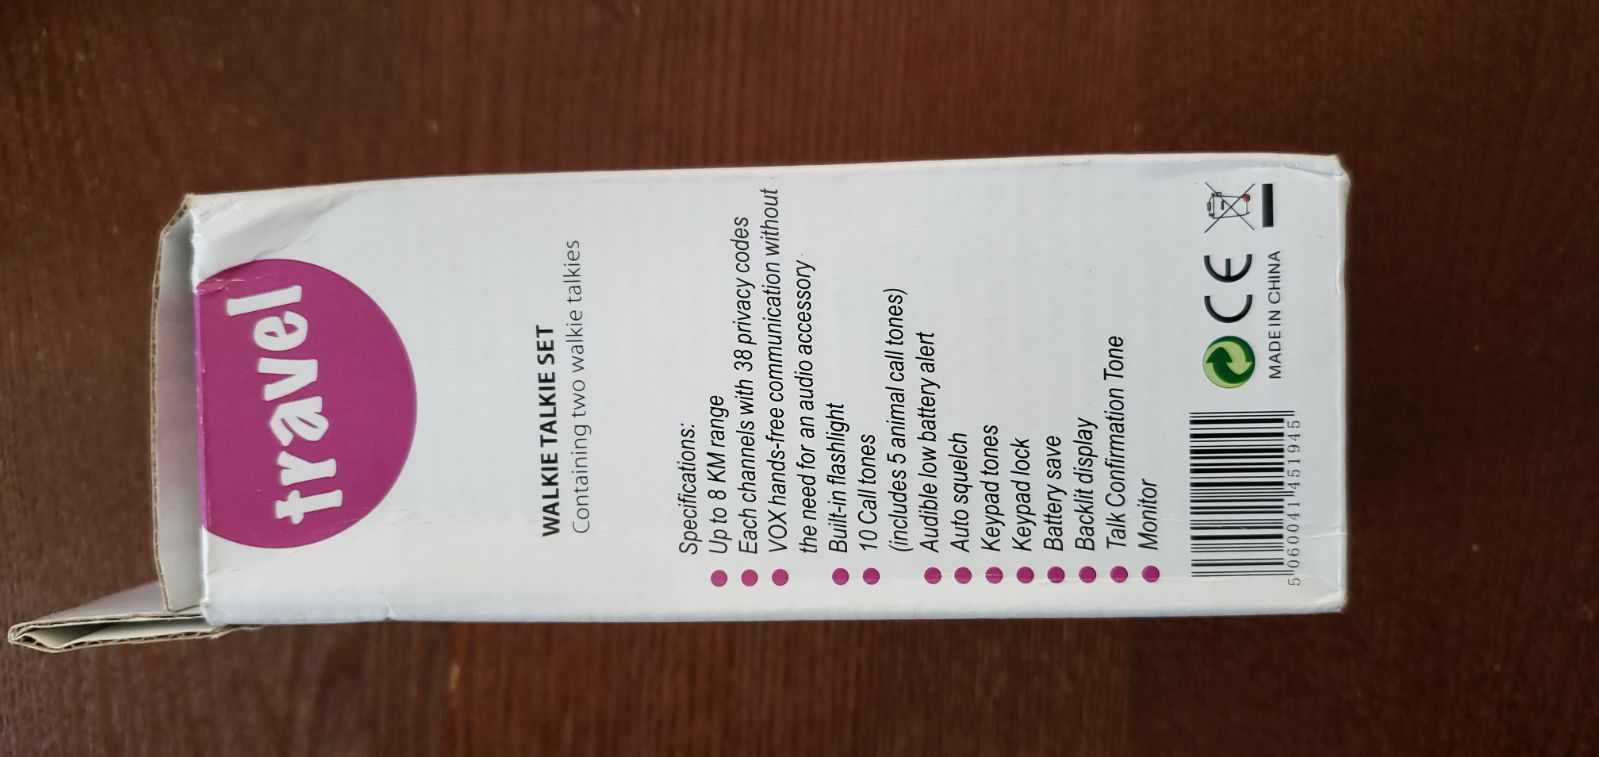 travel
WALKIE TALKIE SET
Containing two walkie talkies
Specifications:
Up to 8 KM range
Each channels with 38 privacy codes
VOX hands-free communication without
the need for an audio accessory
Built-in flashlight
10 Call tones
(includes 5 animal call tones)
Audible low battery alert
Auto squelch
Keypad tones
Keypad lock
Battery save
Backlit display
Talk Confirmation Tone
Monitor
CE
MADE IN CHINA
5 060041 451945